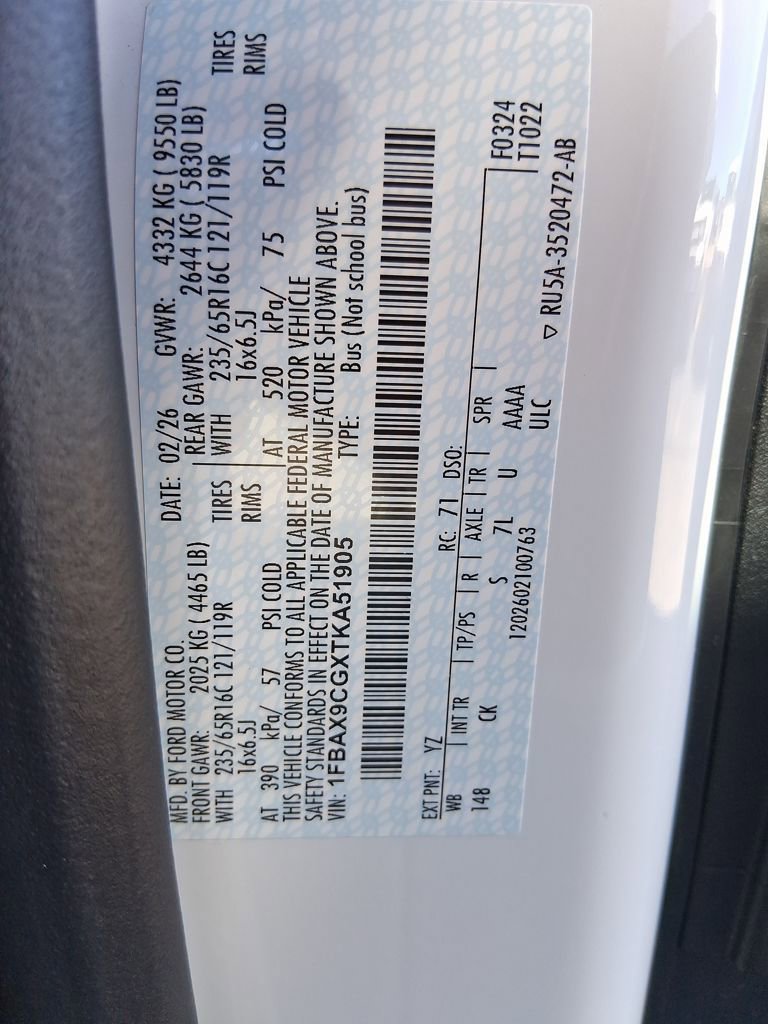 MFD. BY FORD MOTOR CO.
DATE: 02/26 GVWR: 4332 KG ( 9550 LB)
FRONT GAWR: 2025 KG ( 4465 LB) REAR GAWR: 2644 KG ( 5830 LB)
WITH 235/65R16C 121/119R TIRES WITH 235/65R16C 121/119R TIRES
16x6.5J RIMS 16x6.5J RIMS
AT 390 kPa/ 57 PSI COLD AT 520 kPa/ 75 PSI COLD
THIS VEHICLE CONFORMS TO ALL APPLICABLE FEDERAL MOTOR VEHICLE
SAFETY STANDARDS IN EFFECT ON THE DATE OF MANUFACTURE SHOWN ABOVE.
VIN: 1FBAX9CGXTKA51905 TYPE: Bus (Not school bus)
EXT PNT: YZ RC: 71 DSO:
WB INT TR TP/PS R AXLE TR SPR F0324
148 CK S 7L U AAAA T1022
1202602100763 ULC ▽ RU5A-3520472-AB